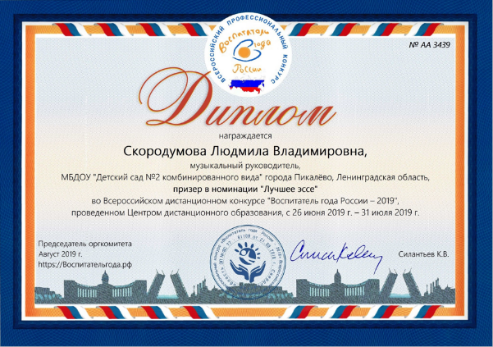 ВСЕРОССИЙСКИЙ ПРОФЕССИОНАЛЬНЫЙ КОНКУРС
Воспитатели
года
России
№ АА 3439
Диплом
награждается
Скородумова Людмила Владимировна,
музыкальный руководитель,
МБДОУ "Детский сад №2 комбинированного вида" города Пикалёво, Ленинградская область,
призер в номинации "Лучшее эссе"
во Всероссийском дистанционном конкурсе "Воспитатель года России – 2019",
проведенном Центром дистанционного образования, с 26 июня 2019 г. – 31 июля 2019 г.
Председатель оргкомитета
Август 2019 г.
https://Воспитательгода.рф
Силантьев К.В.